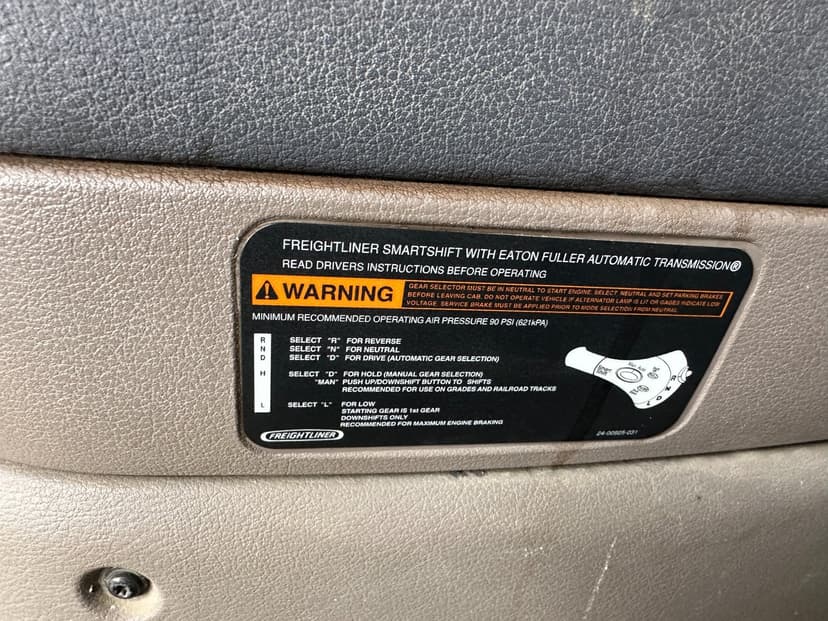 FREIGHTLINER SMARTSHIFT WITH EATON FULLER AUTOMATIC TRANSMISSION®
READ DRIVERS INSTRUCTIONS BEFORE OPERATING
WARNING
GEAR SELECTOR MUST BE IN NEUTRAL TO START ENGINE. SELECT NEUTRAL AND SET PARKING BRAKES
BEFORE LEAVING CAB. DO NOT OPERATE VEHICLE IF ALTERNATOR LAMP IS LIT OR GAGES INDICATE LOW
VOLTAGE. SERVICE BRAKE MUST BE APPLIED PRIOR TO MODE SELECTION FROM NEUTRAL.
MINIMUM RECOMMENDED OPERATING AIR PRESSURE 90 PSI (621kPA)
R SELECT "R" FOR REVERSE
N SELECT "N" FOR NEUTRAL
D SELECT "D" FOR DRIVE (AUTOMATIC GEAR SELECTION)
H SELECT "D" FOR HOLD (MANUAL GEAR SELECTION)
"MAN" PUSH UP/DOWNSHIFT BUTTON TO SHIFTS
RECOMMENDED FOR USE ON GRADES AND RAILROAD TRACKS
L SELECT "L" FOR LOW
STARTING GEAR IS 1st GEAR
DOWNSHIFTS ONLY
RECOMMENDED FOR MAXIMUM ENGINE BRAKING
FREIGHTLINER
24-00925-031